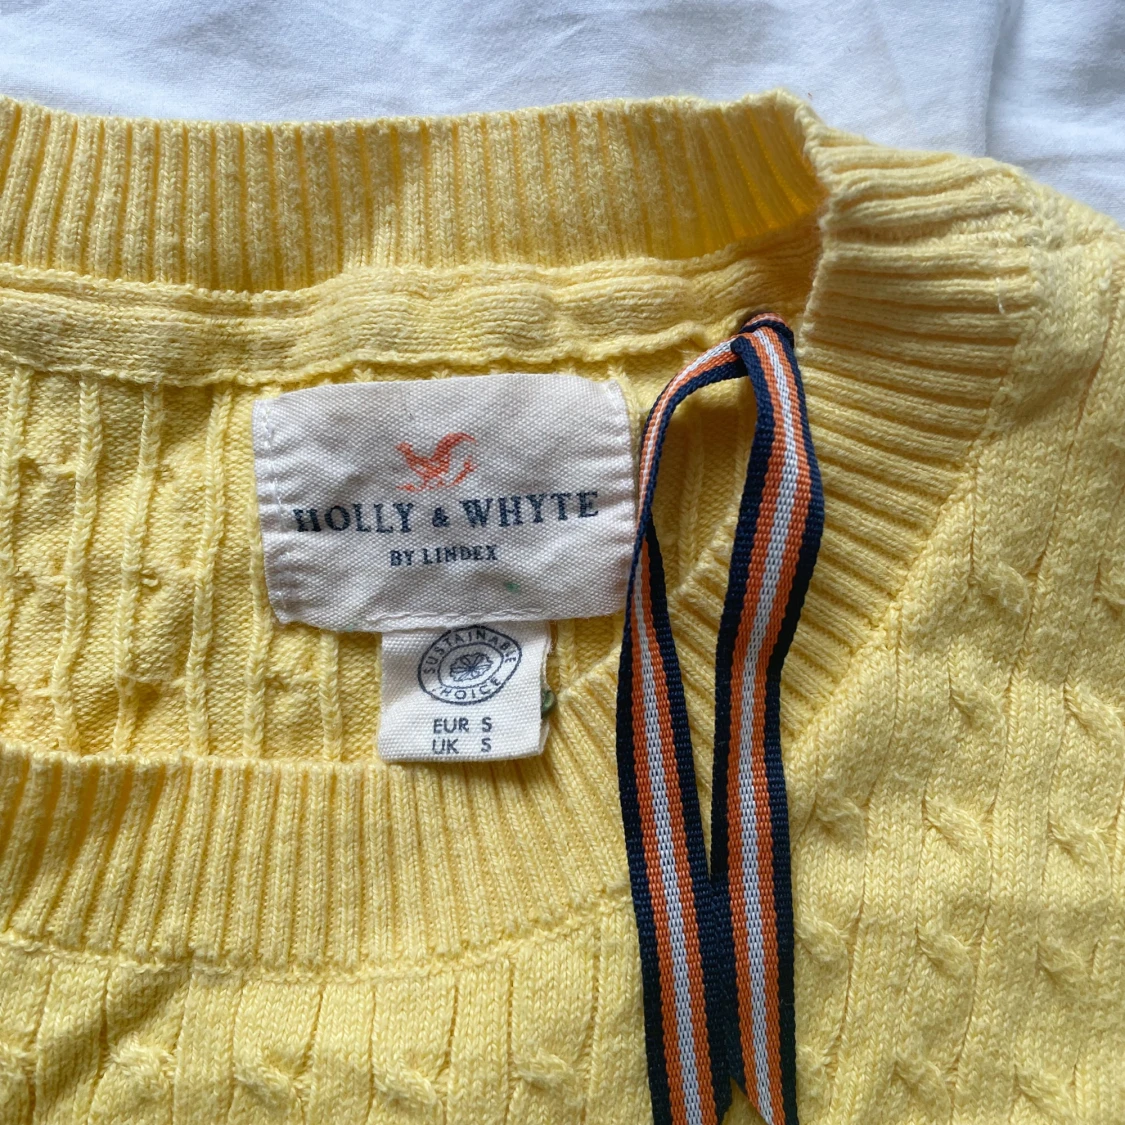 HOLLY & WHYTE
BY LINDEX
SUSTAINABLE
CHOICE
EUR S
UK S